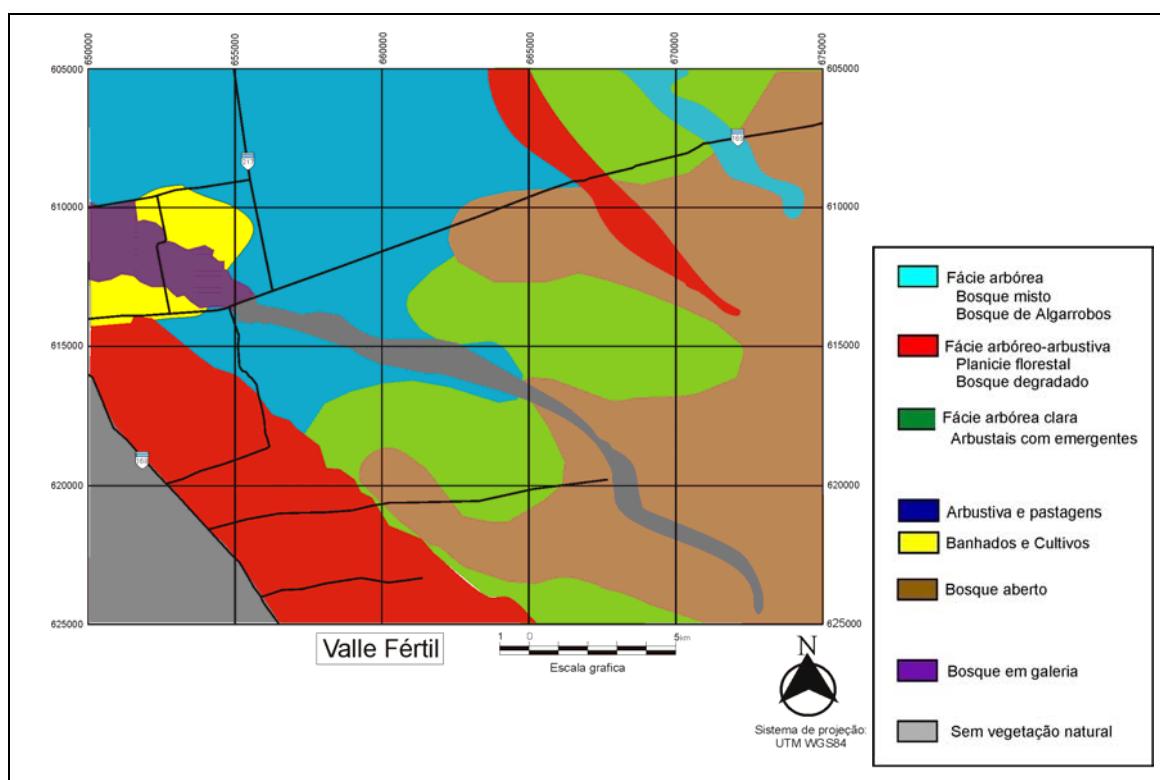 650000
655000
660000
665000
670000
675000
605000
605000
610000
610000
615000
615000
620000
620000
625000
625000
Fácie arbórea
Bosque misto
Bosque de Algarrobos
Fácie arbóreo-arbustiva
Planicie florestal
Bosque degradado
Fácie arbórea clara
Arbustais com emergentes
Arbustiva e pastagens
Banhados e Cultivos
Bosque aberto
Bosque em galeria
Sem vegetação natural
Valle Fértil
1 0 5km
Escala grafica
N
Sistema de projeção:
UTM WGS84